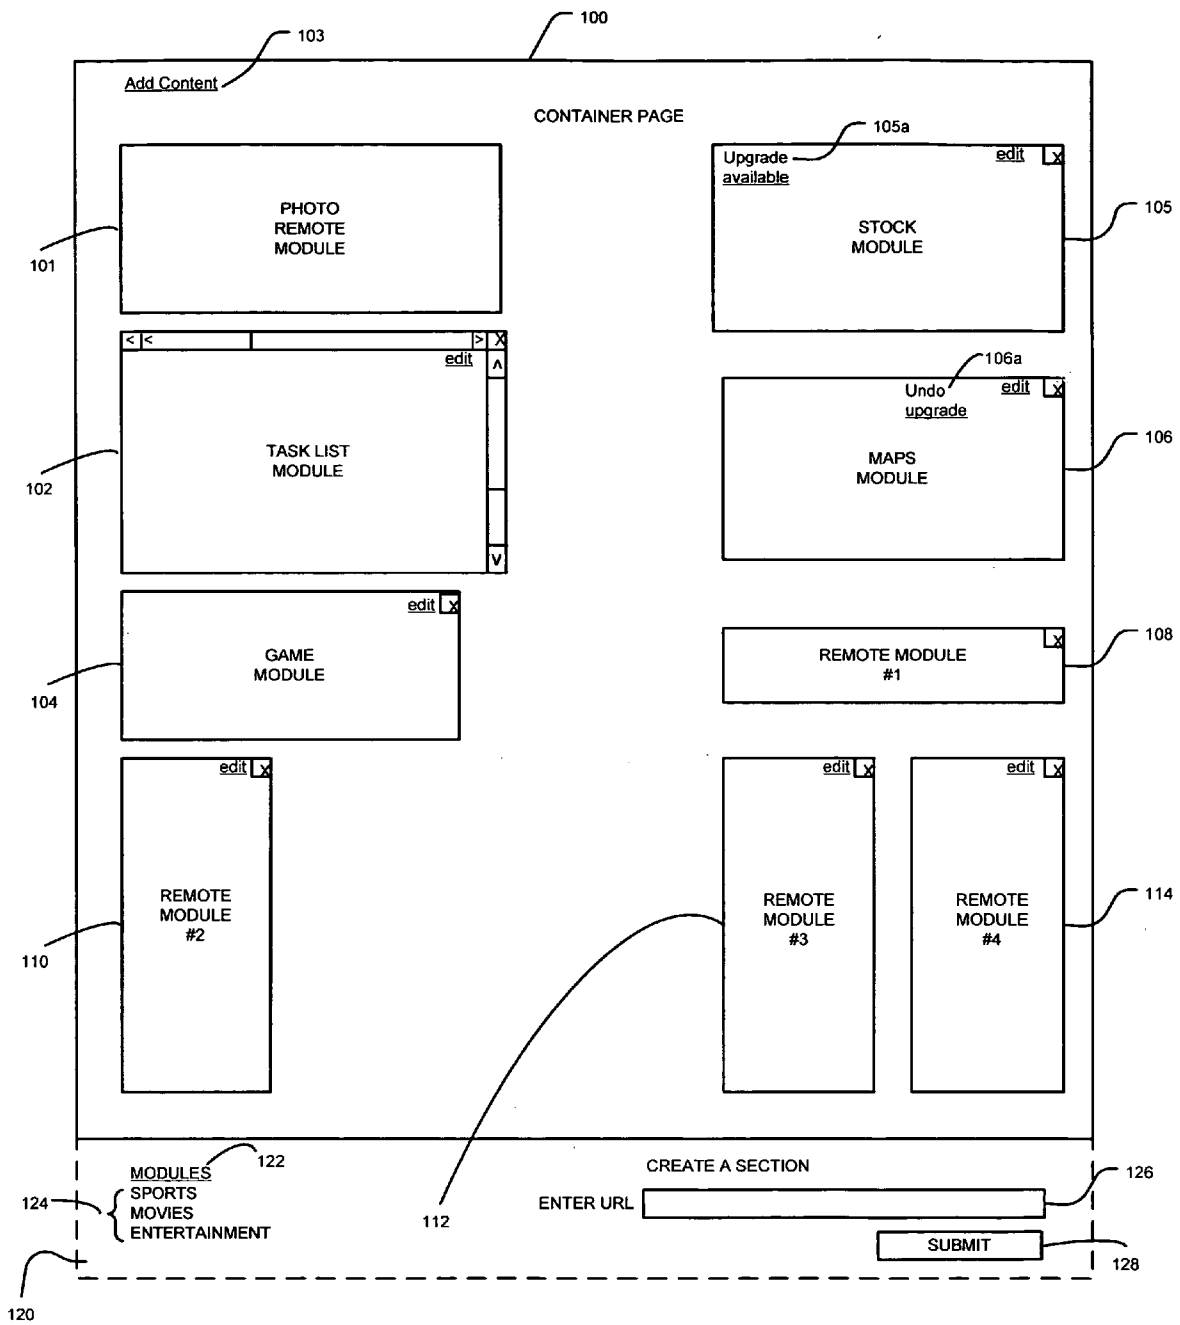 100
103
Add Content
CONTAINER PAGE
105a
Upgrade
available
edit
X
PHOTO
REMOTE
MODULE
STOCK
MODULE
105
101
< < > X
edit
^
TASK LIST
MODULE
V
102
106a
Undo
upgrade
edit
X
MAPS
MODULE
106
edit
X
GAME
MODULE
104
X
REMOTE MODULE
#1
108
edit
X
REMOTE
MODULE
#2
110
edit
X
REMOTE
MODULE
#3
edit
X
REMOTE
MODULE
#4
114
112
MODULES
122
SPORTS
MOVIES
ENTERTAINMENT
124
CREATE A SECTION
ENTER URL
126
SUBMIT
128
120